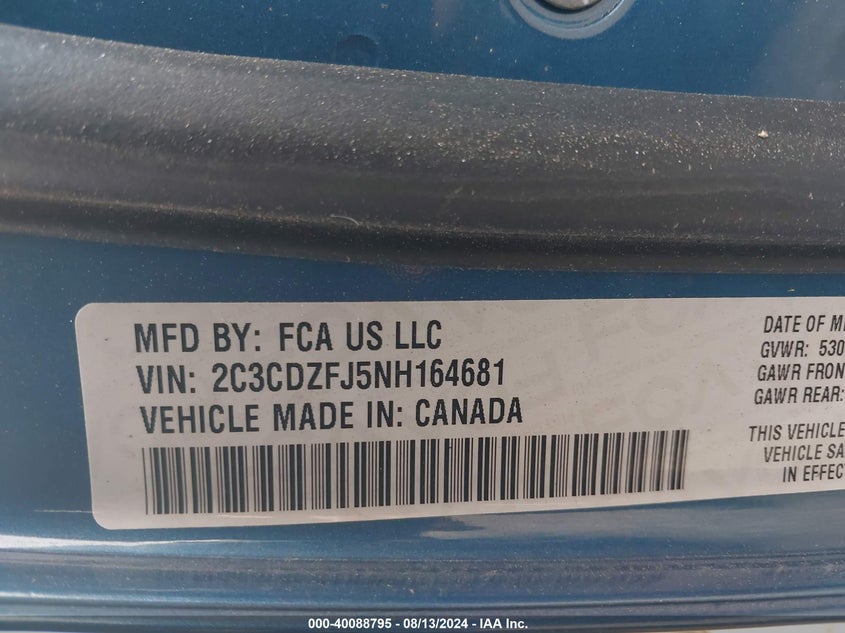 MFD BY: FCA US LLC
VIN: 2C3CDZFJ5NH164681
VEHICLE MADE IN: CANADA
DATE OF M
GVWR: 530
GAWR FRON
GAWR REAR:
THIS VEHICLE
VEHICLE SA
IN EFFEC
000-40088795 - 08/13/2024 - IAA Inc.